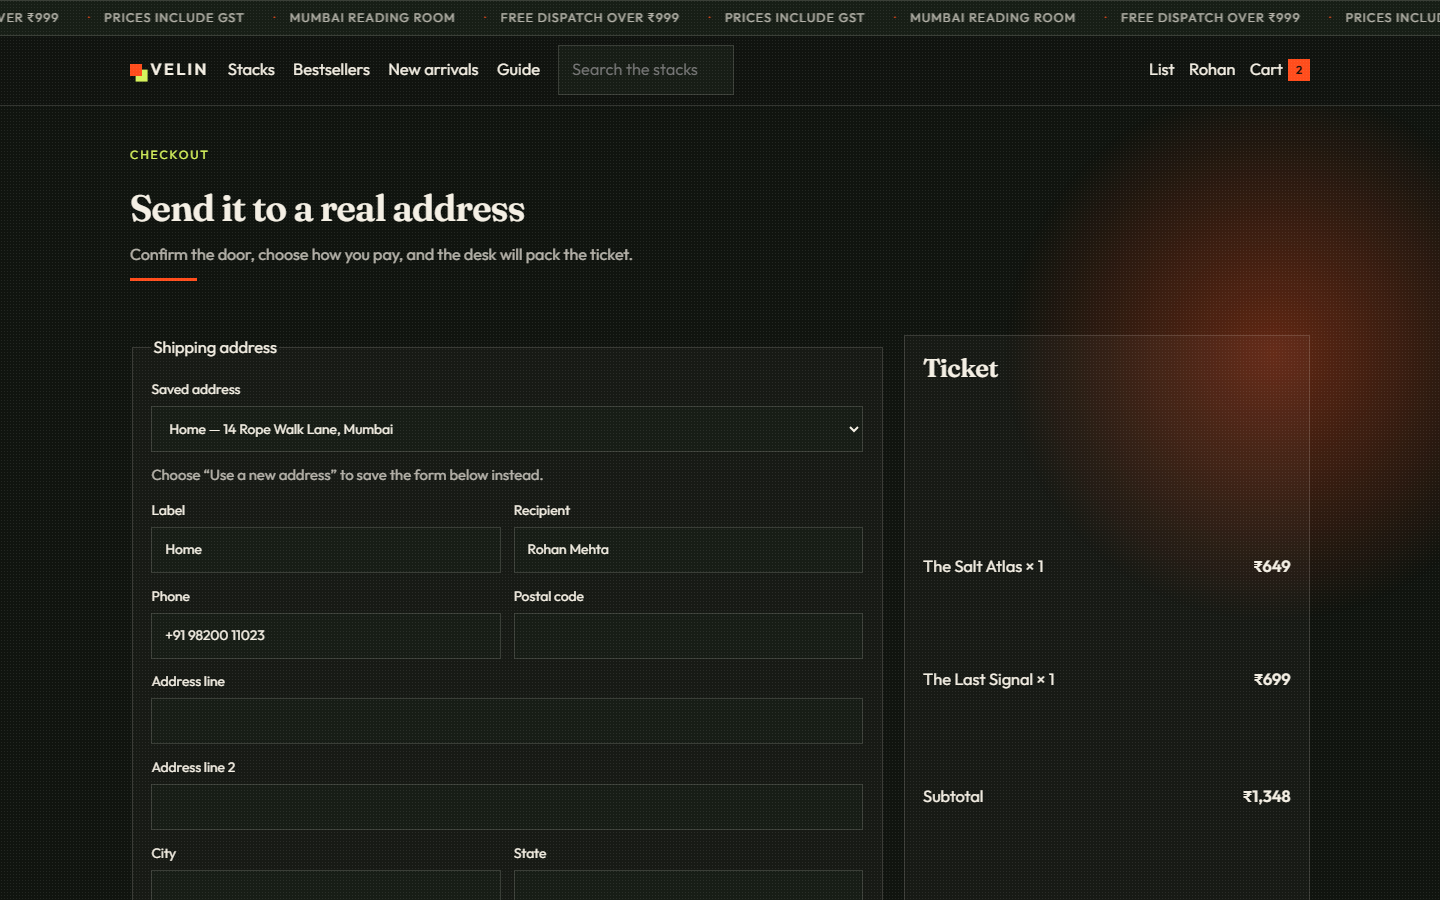 VER ₹999 · PRICES INCLUDE GST · MUMBAI READING ROOM · FREE DISPATCH OVER ₹999 · PRICES INCLUDE GST · MUMBAI READING ROOM · FREE DISPATCH OVER ₹999 · PRICES INCLUD
VELIN Stacks Bestsellers New arrivals Guide Search the stacks List Rohan Cart 2
CHECKOUT
Send it to a real address
Confirm the door, choose how you pay, and the desk will pack the ticket.
Shipping address
Saved address
Home — 14 Rope Walk Lane, Mumbai
Choose “Use a new address” to save the form below instead.
Label Recipient
Home Rohan Mehta
Phone Postal code
+91 98200 11023
Address line
Address line 2
City State
Ticket
The Salt Atlas × 1 ₹649
The Last Signal × 1 ₹699
Subtotal ₹1,348